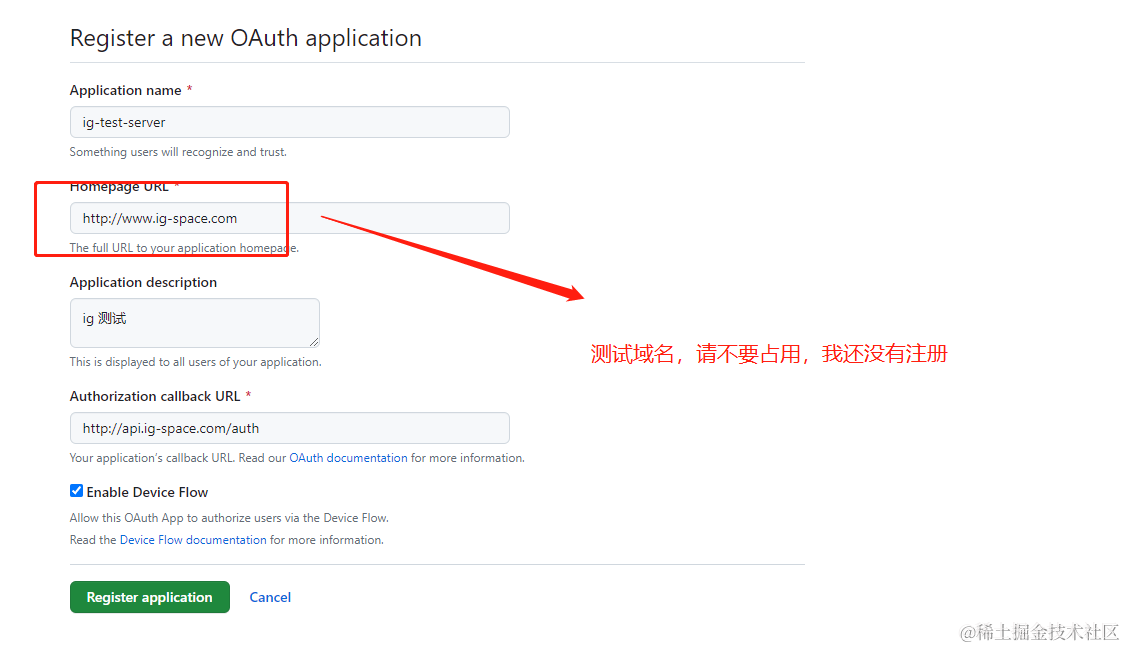 Register a new OAuth application
Application name *
ig-test-server
Something users will recognize and trust.
Homepage URL *
http://www.ig-space.com
The full URL to your application homepage.
Application description
ig 测试
This is displayed to all users of your application.
测试域名，请不要占用，我还没有注册
Authorization callback URL *
http://api.ig-space.com/auth
Your application's callback URL. Read our OAuth documentation for more information.
Enable Device Flow
Allow this OAuth App to authorize users via the Device Flow.
Read the Device Flow documentation for more information.
Register application Cancel
@稀土掘金技术社区